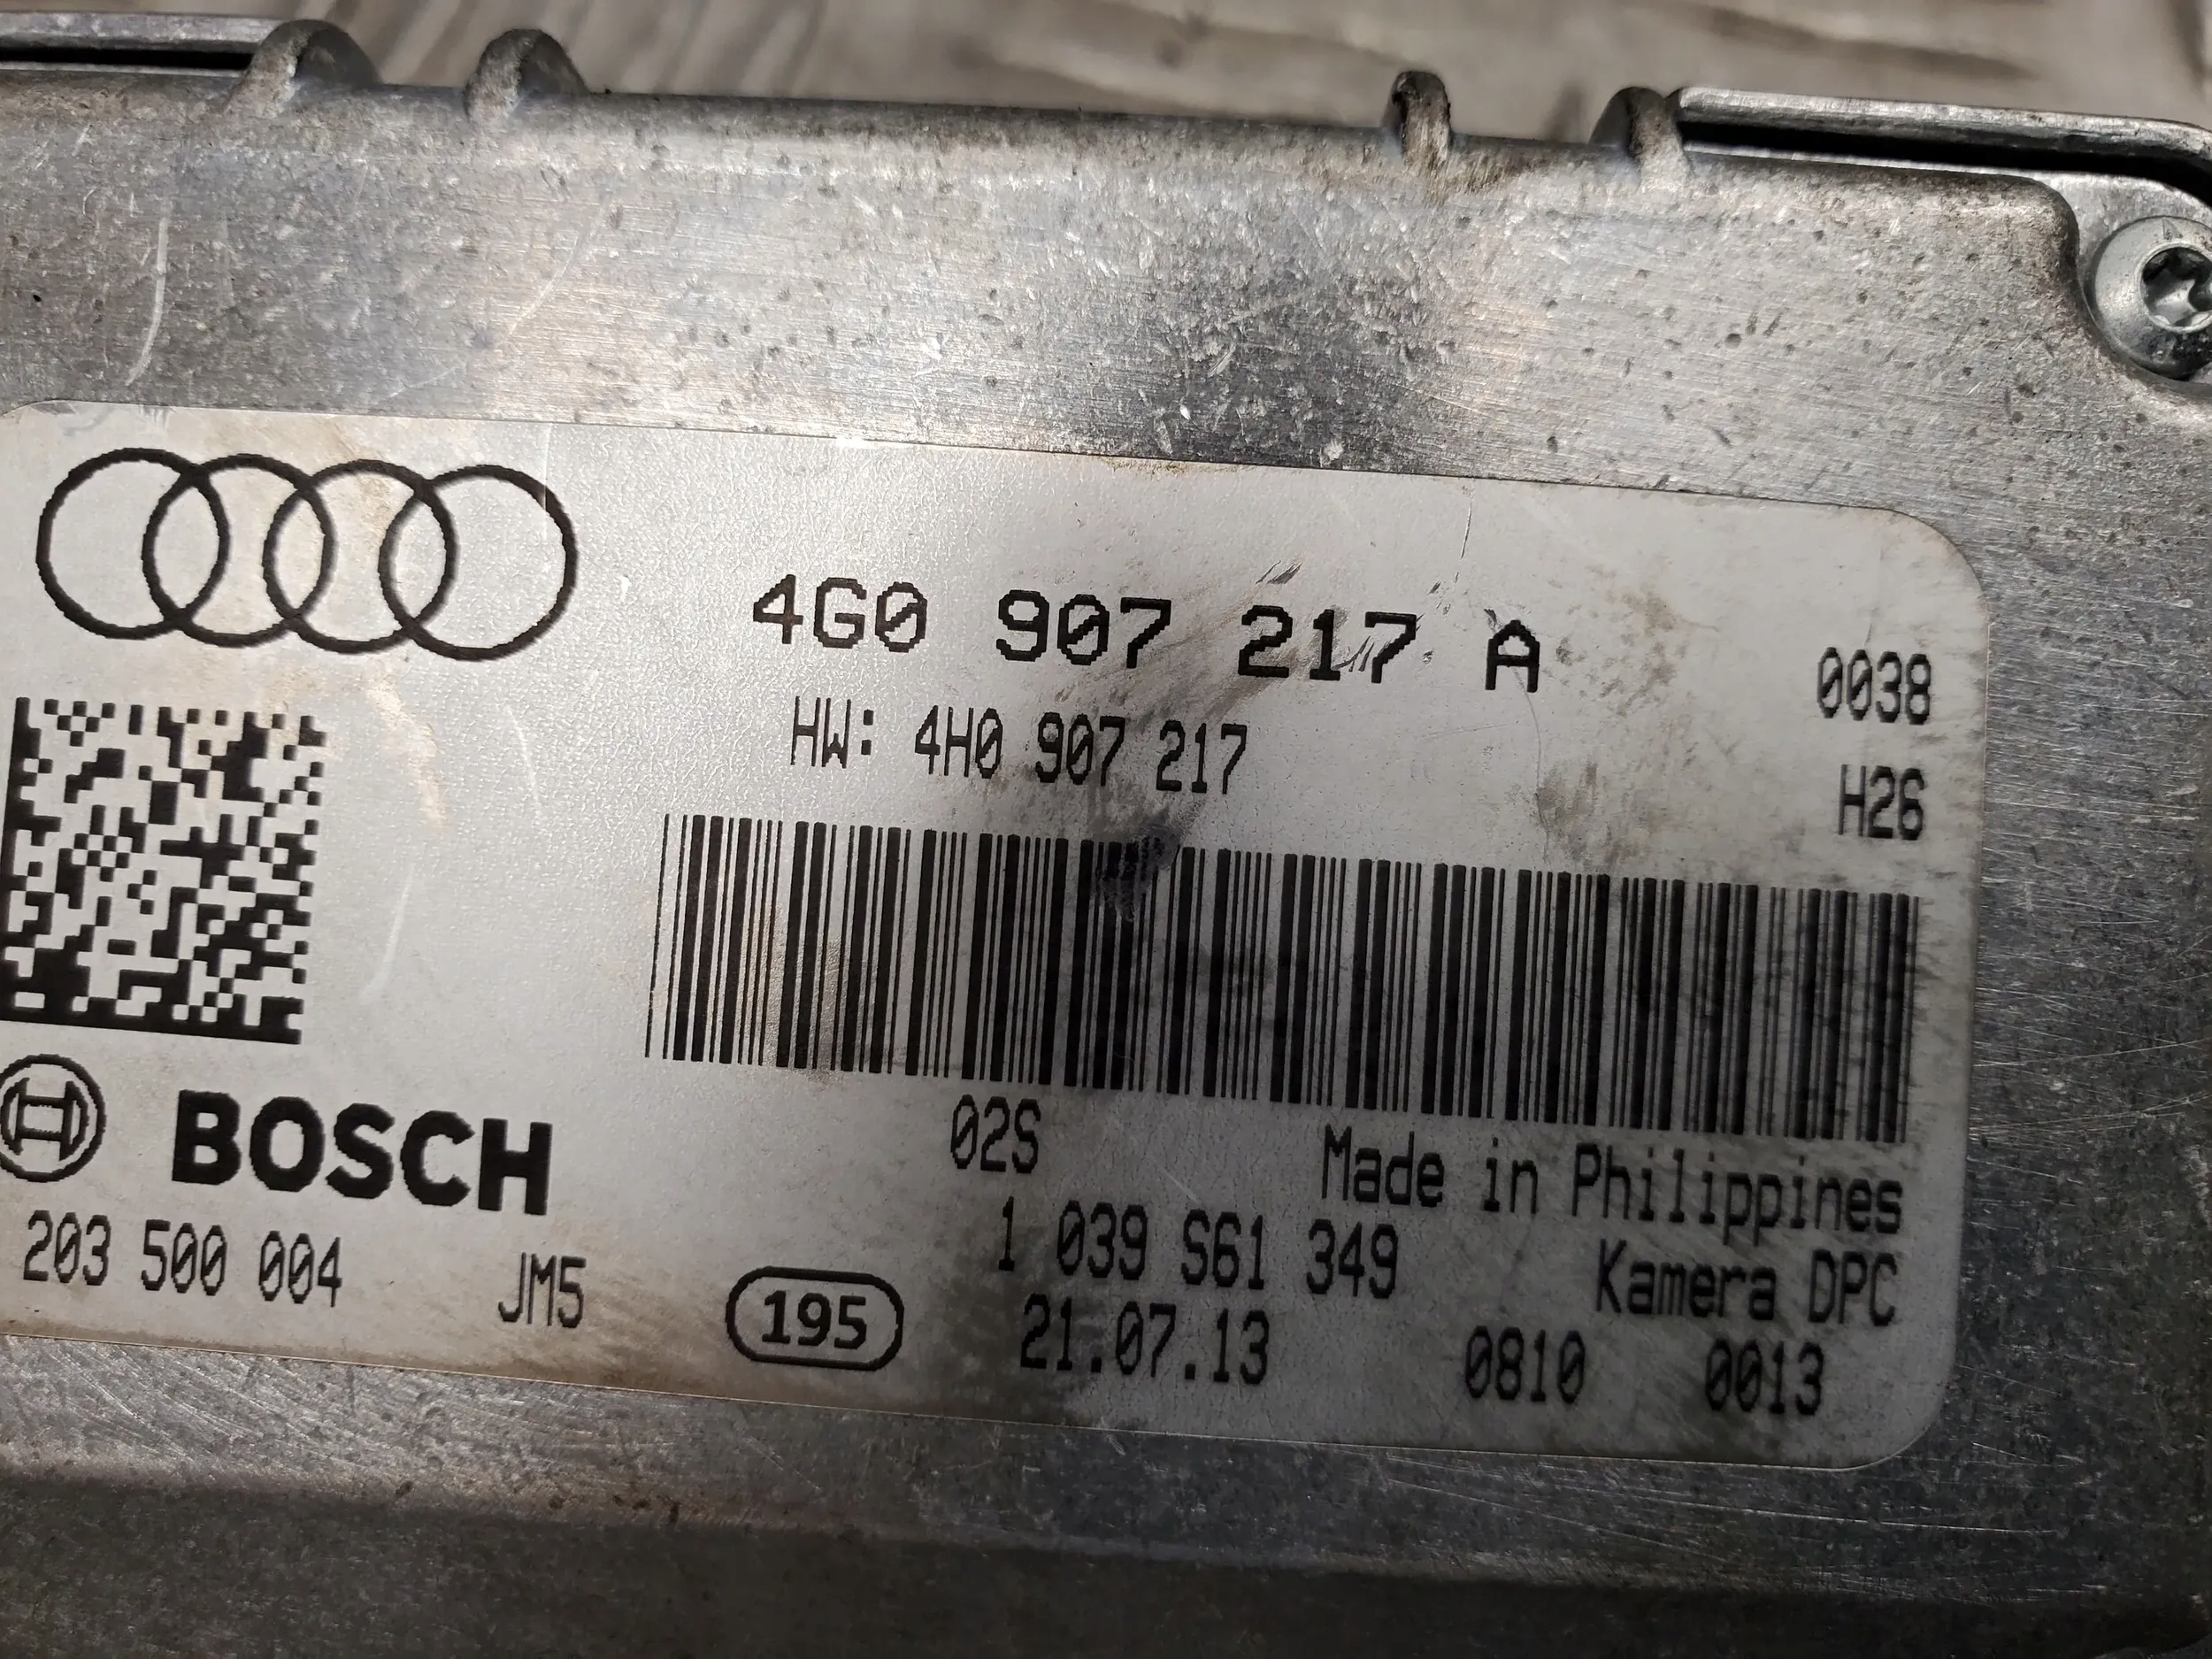 4G0 907 217 A
0038
HW: 4H0 907 217
H26
BOSCH
02S
Made in Philippines
203 500 004
JM5
1 039 S61 349
Kamera DPC
195
21.07.13
0810
0013